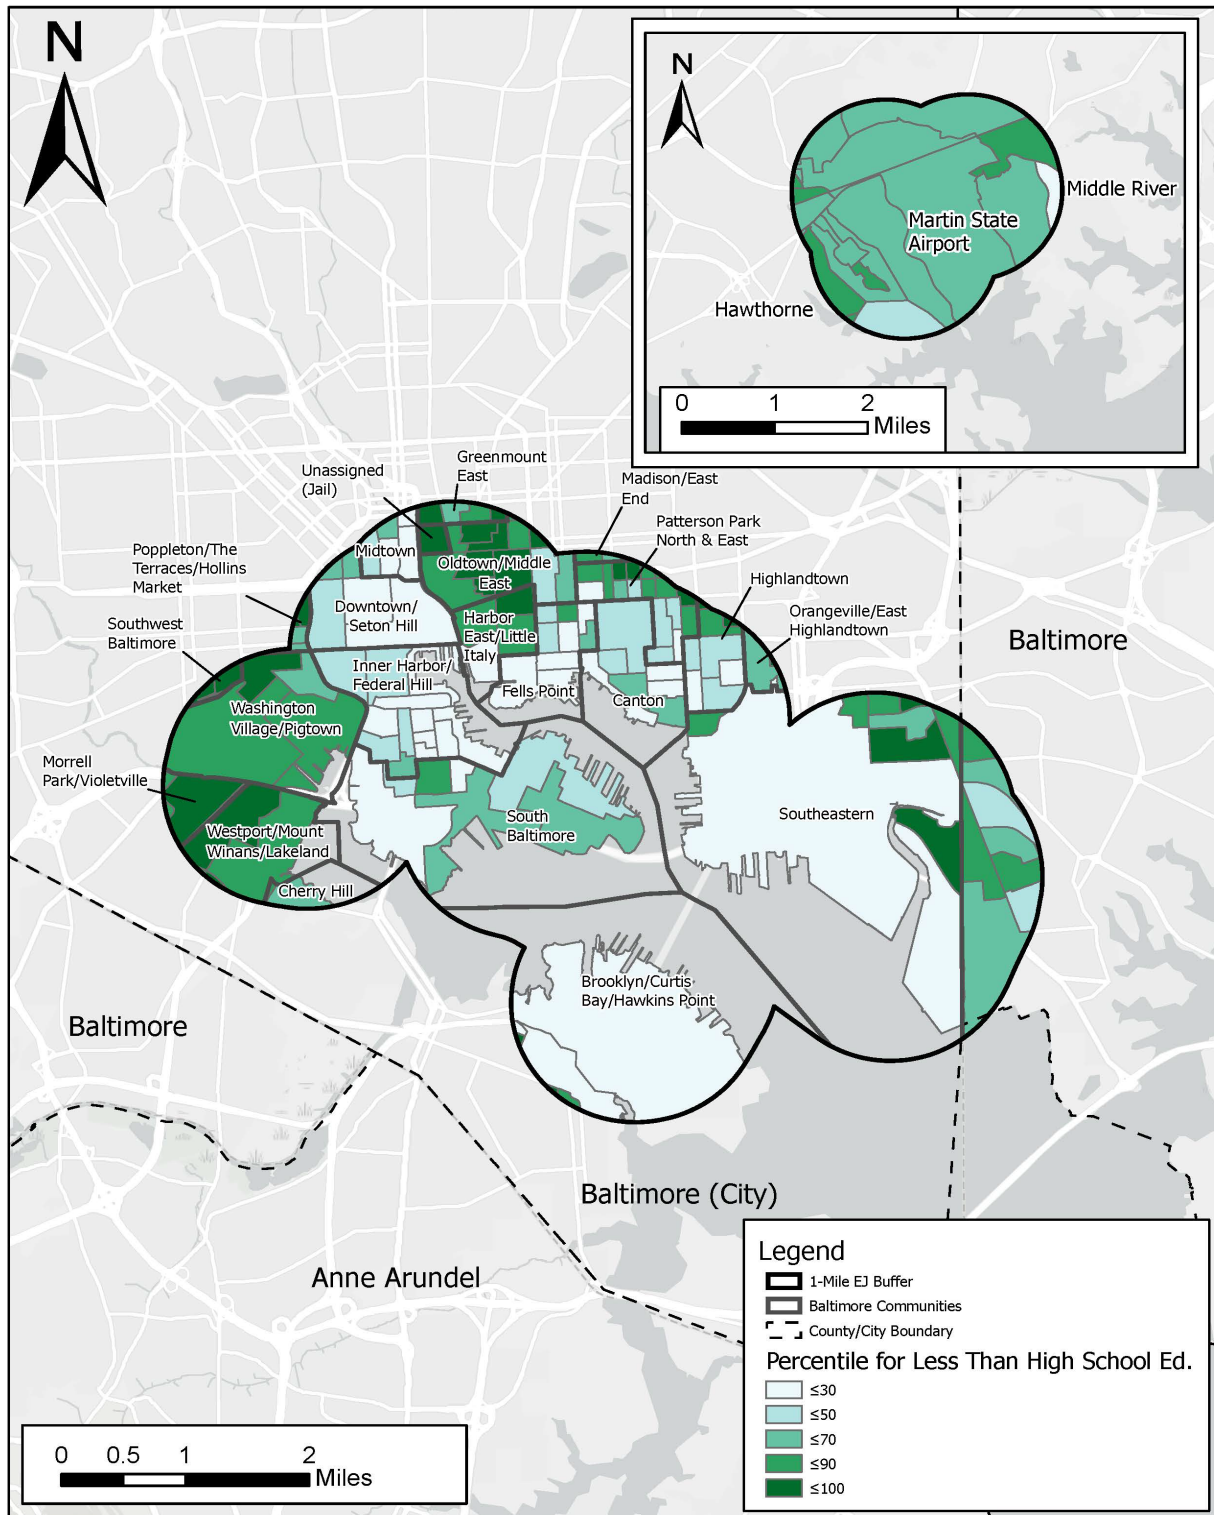 N
N
Middle River
Martin State
Airport
Hawthorne
0
1
2
Miles
Greenmount
East
Unassigned
(Jail)
Madison/East
End
Patterson Park
North & East
Poppleton/The
Terraces/Hollins
Market
Midtown
Oldtown/Middle
East
Highlandtown
Southwest
Baltimore
Downtown/
Seton Hill
Harbor
East/Little
Italy
Orangeville/East
Highlandtown
Baltimore
Inner Harbor/
Federal Hill
Fells Point
Canton
Washington
Village/Pigtown
Morrell
Park/Violetville
South
Baltimore
Southeastern
Westport/Mount
Winans/Lakeland
Cherry Hill
Brooklyn/Curtis
Bay/Hawkins Point
Baltimore
Baltimore (City)
Anne Arundel
Legend
1-Mile EJ Buffer
Baltimore Communities
County/City Boundary
Percentile for Less Than High School Ed.
≤30
≤50
≤70
≤90
≤100
0
0.5
1
2
Miles